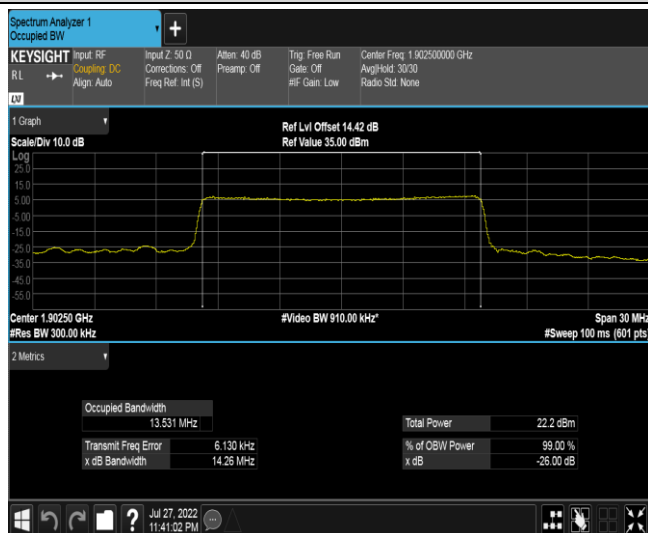 Spectrum Analyzer 1
Occupied BW
KEYSIGHT
RL
LXI
Input: RF
Coupling: DC
Align: Auto
Input Z: 50 Ω
Corrections: Off
Freq Ref: Int (S)
Atten: 40 dB
Preamp: Off
Trig: Free Run
Gate: Off
#IF Gain: Low
Center Freq: 1.902500000 GHz
Avg|Hold: 30/30
Radio Std: None
1 Graph
Scale/Div 10.0 dB
Ref Lvl Offset 14.42 dB
Ref Value 35.00 dBm
Log
25.0
15.0
5.00
-5.00
-15.0
-25.0
-35.0
-45.0
-55.0
Center 1.90250 GHz
#Res BW 300.00 kHz
#Video BW 910.00 kHz*
Span 30 MHz
#Sweep 100 ms (601 pts)
2 Metrics
Occupied Bandwidth
13.531 MHz
Transmit Freq Error 6.130 kHz
x dB Bandwidth 14.26 MHz
Total Power 22.2 dBm
% of OBW Power 99.00 %
x dB -26.00 dB
?
Jul 27, 2022
11:41:02 PM